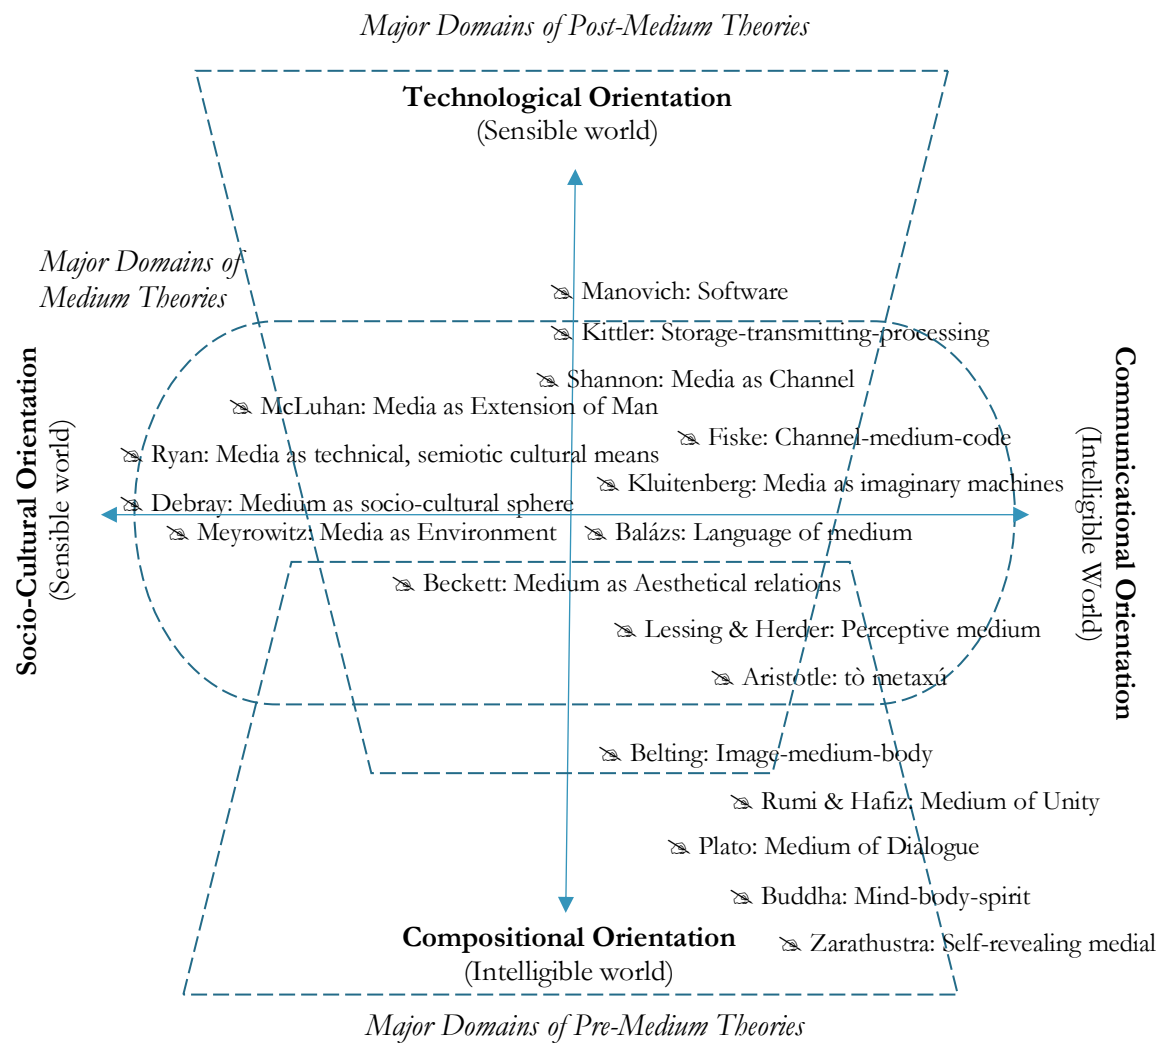 Major Domains of Post-Medium Theories
Technological Orientation
(Sensible world)
Major Domains of
Medium Theories
Manovich: Software
Kittler: Storage-transmitting-processing
Shannon: Media as Channel
McLuhan: Media as Extension of Man
Fiske: Channel-medium-code
Ryan: Media as technical, semiotic cultural means
Kluitenberg: Media as imaginary machines
Debray: Medium as socio-cultural sphere
Meyrowitz: Media as Environment
Balázs: Language of medium
Beckett: Medium as Aesthetical relations
Lessing & Herder: Perceptive medium
Aristotle: tò metaxú
Socio-Cultural Orientation
(Sensible world)
Communicational Orientation
(Intelligible World)
Belting: Image-medium-body
Rumi & Hafiz: Medium of Unity
Plato: Medium of Dialogue
Buddha: Mind-body-spirit
Zarathustra: Self-revealing medial
Compositional Orientation
(Intelligible world)
Major Domains of Pre-Medium Theories